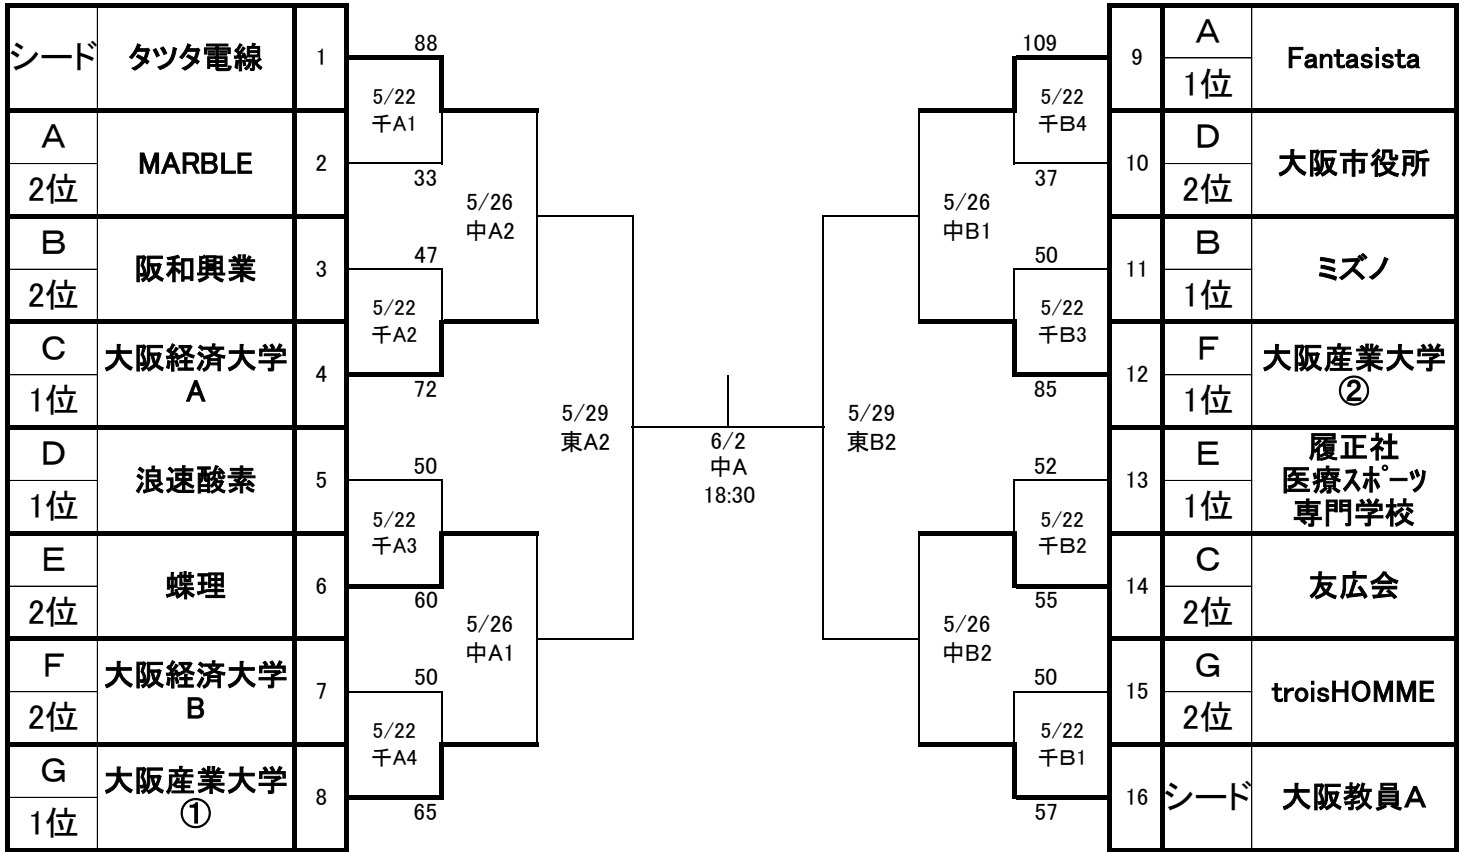 シード
タツタ電線
1
88
5/22
千A1
A
2位
MARBLE
2
33
5/26
中A2
B
2位
阪和興業
3
47
5/22
千A2
C
1位
大阪経済大学
A
4
72
5/29
東A2
D
1位
浪速酸素
5
50
5/22
千A3
E
2位
蝶理
6
60
5/26
中A1
F
2位
大阪経済大学
B
7
50
5/22
千A4
G
1位
大阪産業大学
①
8
65
6/2
中A
18:30
109
9
A
1位
Fantasista
5/22
千B4
37
10
D
2位
大阪市役所
5/26
中B1
50
11
B
1位
ミズノ
5/22
千B3
85
12
F
1位
大阪産業大学
②
5/29
東B2
52
13
E
1位
履正社
医療スポーツ
専門学校
5/22
千B2
55
14
C
2位
友広会
5/26
中B2
50
15
G
2位
troisHOMME
5/22
千B1
57
16
シード
大阪教員A